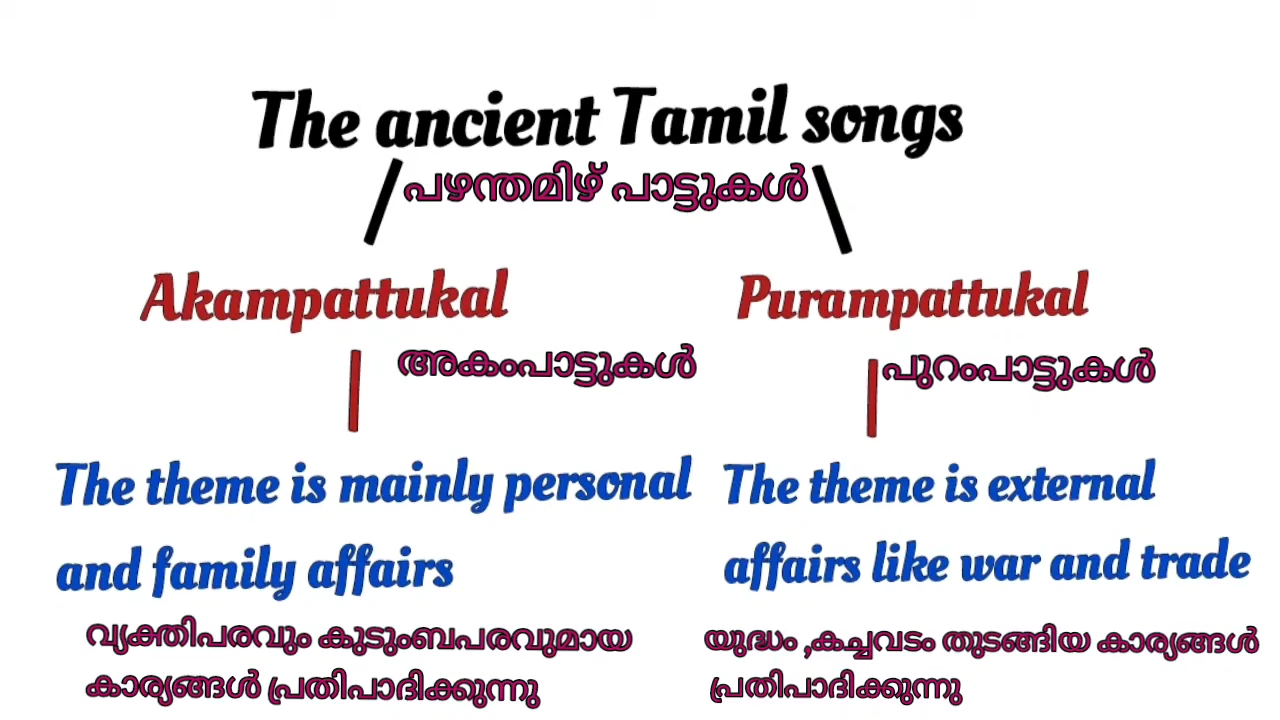 The ancient Tamil songs
പഴന്തമിഴ് പാട്ടുകൾ
Akampattukal
അകംപാട്ടുകൾ
The theme is mainly personal
and family affairs
വ്യക്തിപരവും കുടുംബപരവുമായ
കാര്യങ്ങൾ പ്രതിപാദിക്കുന്നു
Purampattukal
പുറംപാട്ടുകൾ
The theme is external
affairs like war and trade
യുദ്ധം ,കച്ചവടം തുടങ്ങിയ കാര്യങ്ങൾ
പ്രതിപാദിക്കുന്നു